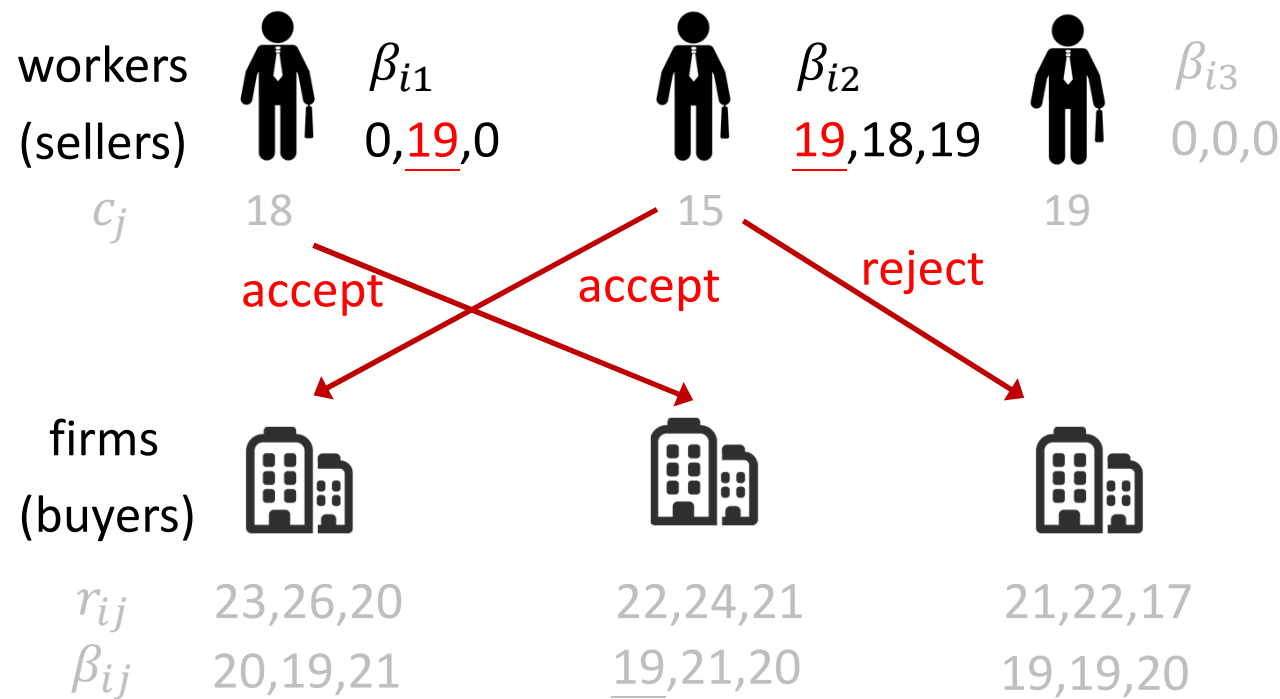 workers β_{i1} β_{i2} β_{i3}
(sellers) 0,19,0 19,18,19 0,0,0
c_j 18 15 19
accept accept reject
firms
(buyers)
r_{ij} 23,26,20 22,24,21 21,22,17
β_{ij} 20,19,21 19,21,20 19,19,20